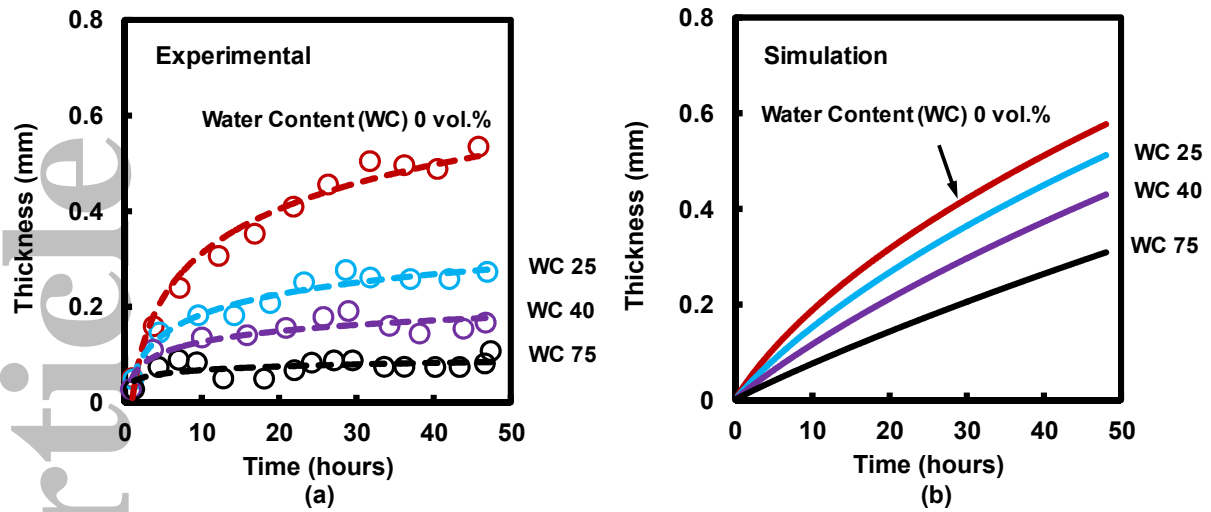 rticle
Experimental
Water Content (WC) 0 vol.%
WC 25
WC 40
WC 75
Thickness (mm)
0.8
0.6
0.4
0.2
0
0 10 20 30 40 50
Time (hours)
(a)
Simulation
Water Content (WC) 0 vol.%
WC 25
WC 40
WC 75
Thickness (mm)
0.8
0.6
0.4
0.2
0
0 10 20 30 40 50
Time (hours)
(b)